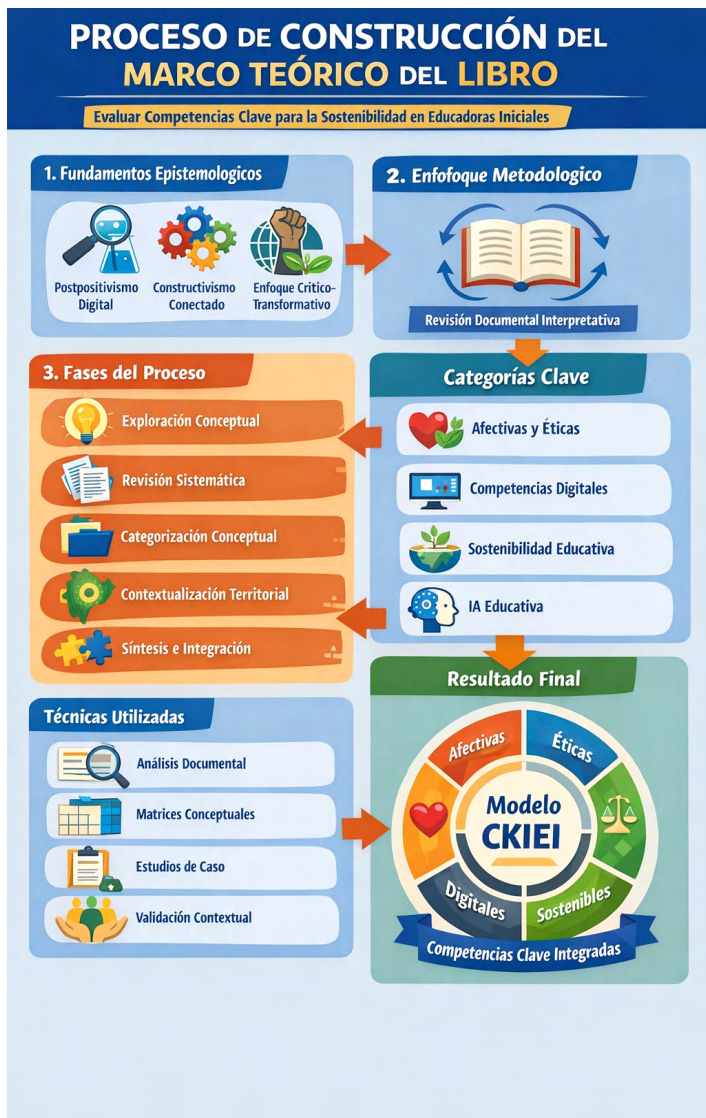 PROCESO DE CONSTRUCCIÓN DEL
MARCO TEÓRICO DEL LIBRO
Evaluar Competencias Clave para la Sostenibilidad en Educadoras Iniciales
1. Fundamentos Epistemologicos
Postpositivismo
Digital
Constructivismo
Conectado
Enfoque Critico-
Transformativo
2. Enfofoque Metodologico
Revisión Documental Interpretativa
3. Fases del Proceso
Exploración Conceptual
Revisión Sistemática
Categorización Conceptual
Contextualización Territorial
Síntesis e Integración
Categorías Clave
Afectivas y Éticas
Competencias Digitales
Sostenibilidad Educativa
IA Educativa
Técnicas Utilizadas
Análisis Documental
Matrices Conceptuales
Estudios de Caso
Validación Contextual
Resultado Final
Afectivas
Éticas
Modelo
CKIEI
Digitales
Sostenibles
Competencias Clave Integradas